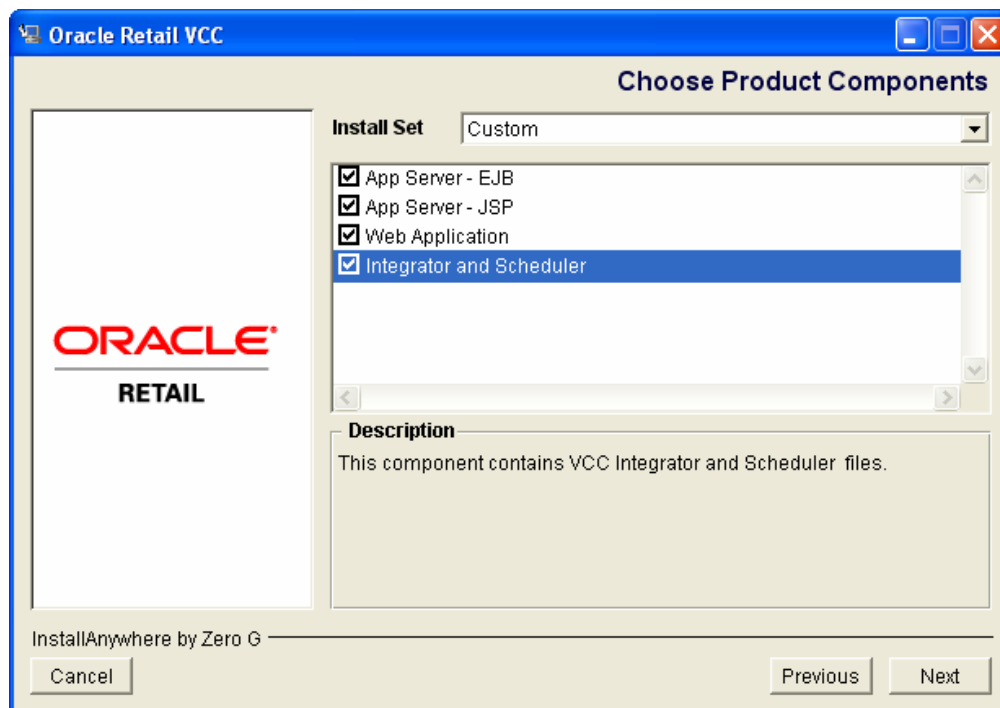 Oracle Retail VCC
Choose Product Components
Install Set Custom
App Server - EJB
App Server - JSP
Web Application
Integrator and Scheduler
ORACLE
RETAIL
Description
This component contains VCC Integrator and Scheduler files.
InstallAnywhere by Zero G
Cancel Previous Next